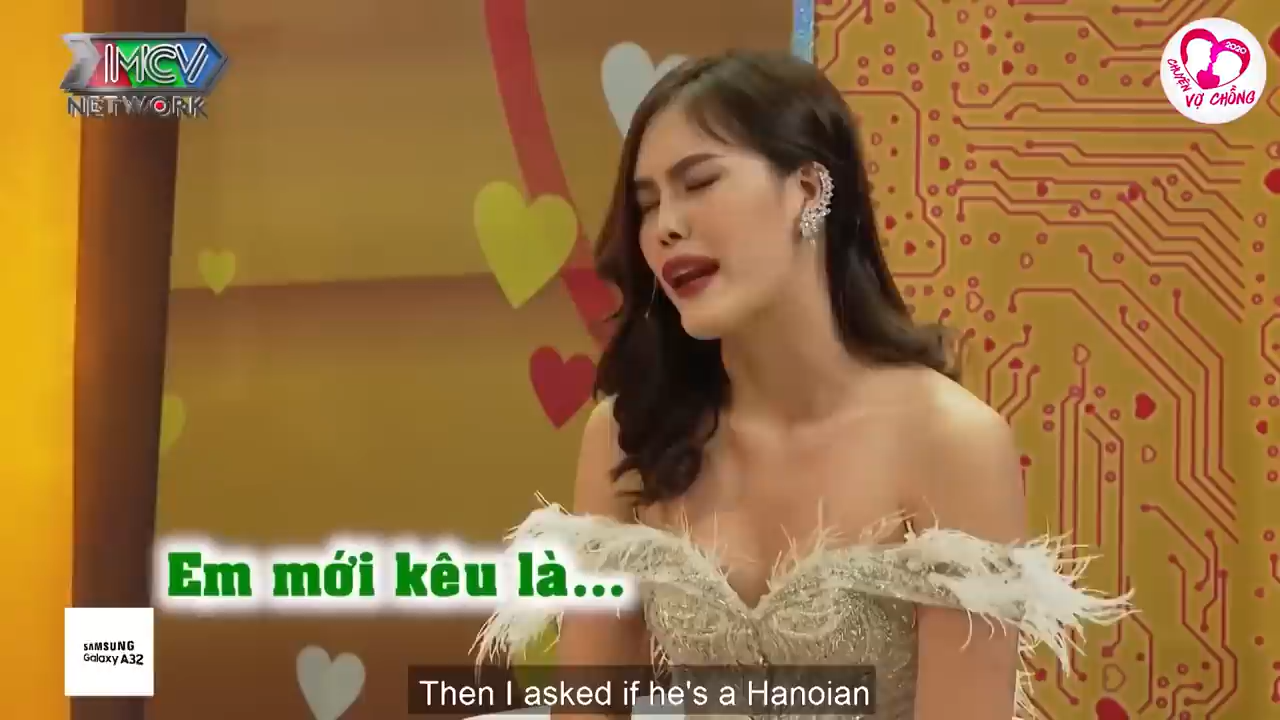 MCV
NETWORK
2020
CHUYỆN
VỢ CHỒNG
Em mới kêu là...
SAMSUNG
Galaxy A32
Then I asked if he's a Hanoian